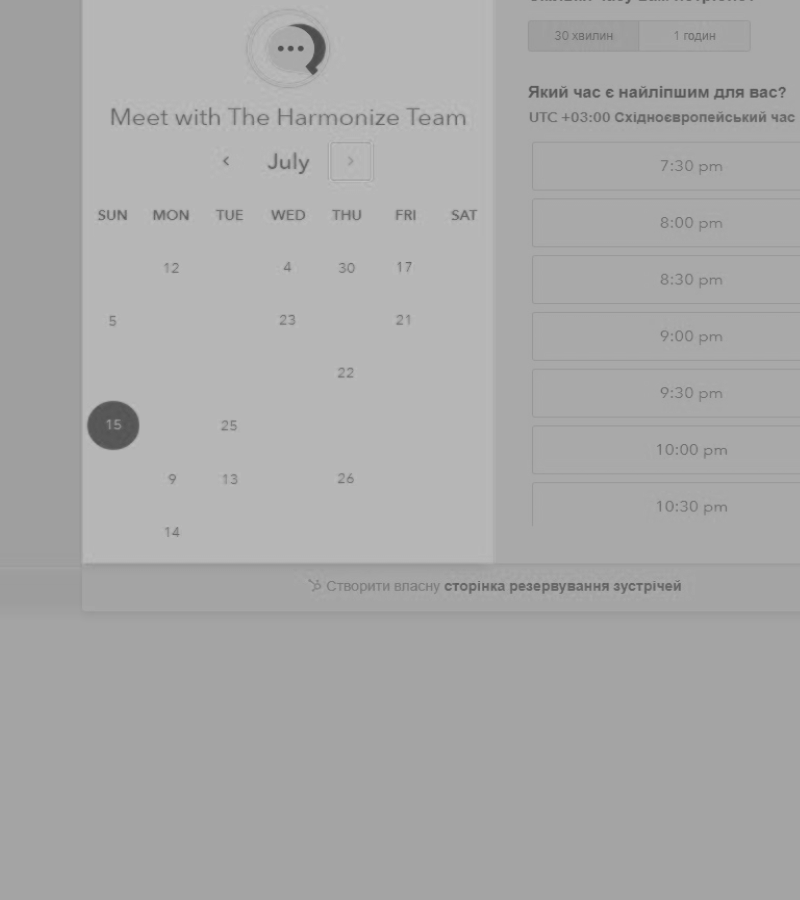 Meet with The Harmonize Team
July
SUN MON TUE WED THU FRI SAT
12 4 30 17
5 23 21
22
15 25
9 13 26
14
30 хвилин 1 годин
Який час є найліпшим для вас?
UTC +03:00 Східноєвропейський час
7:30 pm
8:00 pm
8:30 pm
9:00 pm
9:30 pm
10:00 pm
10:30 pm
Створити власну сторінка резервування зустрічей